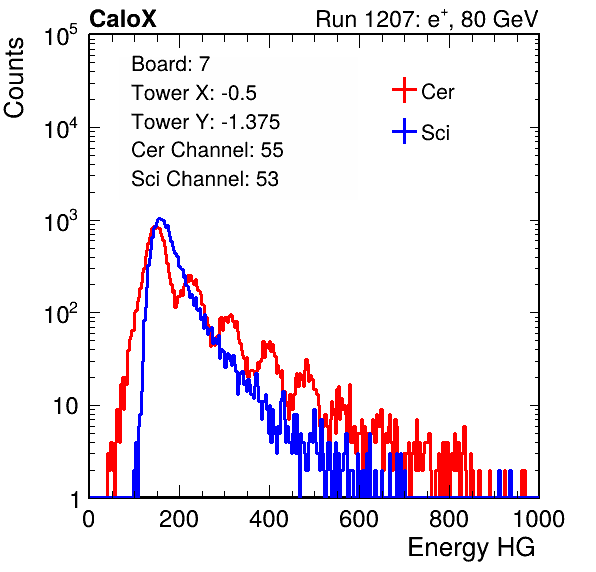 CaloX Run 1207: e⁺, 80 GeV
Counts
10⁵
10⁴
10³
10²
10
1
Board: 7
Tower X: -0.5
Tower Y: -1.375
Cer Channel: 55
Sci Channel: 53
Cer
Sci
0 200 400 600 800 1000
Energy HG